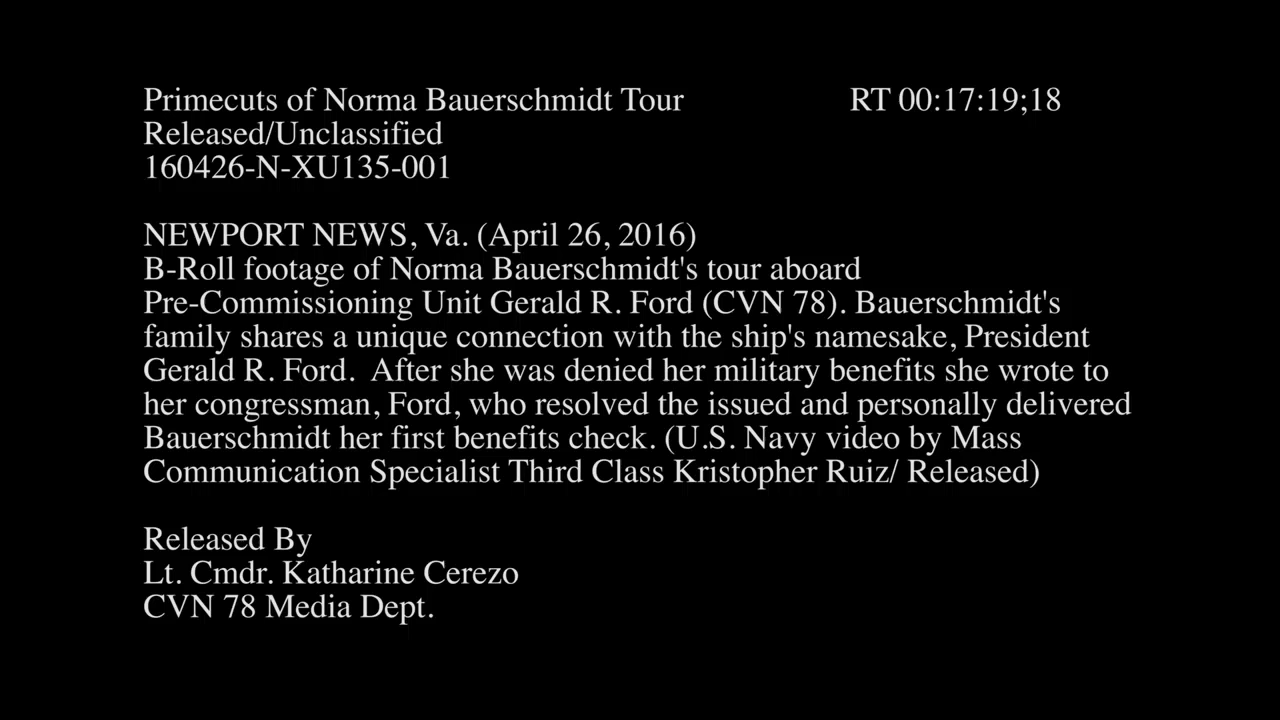 Primecuts of Norma Bauerschmidt Tour RT 00:17:19;18
Released/Unclassified
160426-N-XU135-001
NEWPORT NEWS, Va. (April 26, 2016)
B-Roll footage of Norma Bauerschmidt's tour aboard
Pre-Commissioning Unit Gerald R. Ford (CVN 78). Bauerschmidt's
family shares a unique connection with the ship's namesake, President
Gerald R. Ford.  After she was denied her military benefits she wrote to
her congressman, Ford, who resolved the issued and personally delivered
Bauerschmidt her first benefits check. (U.S. Navy video by Mass
Communication Specialist Third Class Kristopher Ruiz/ Released)
Released By
Lt. Cmdr. Katharine Cerezo
CVN 78 Media Dept.